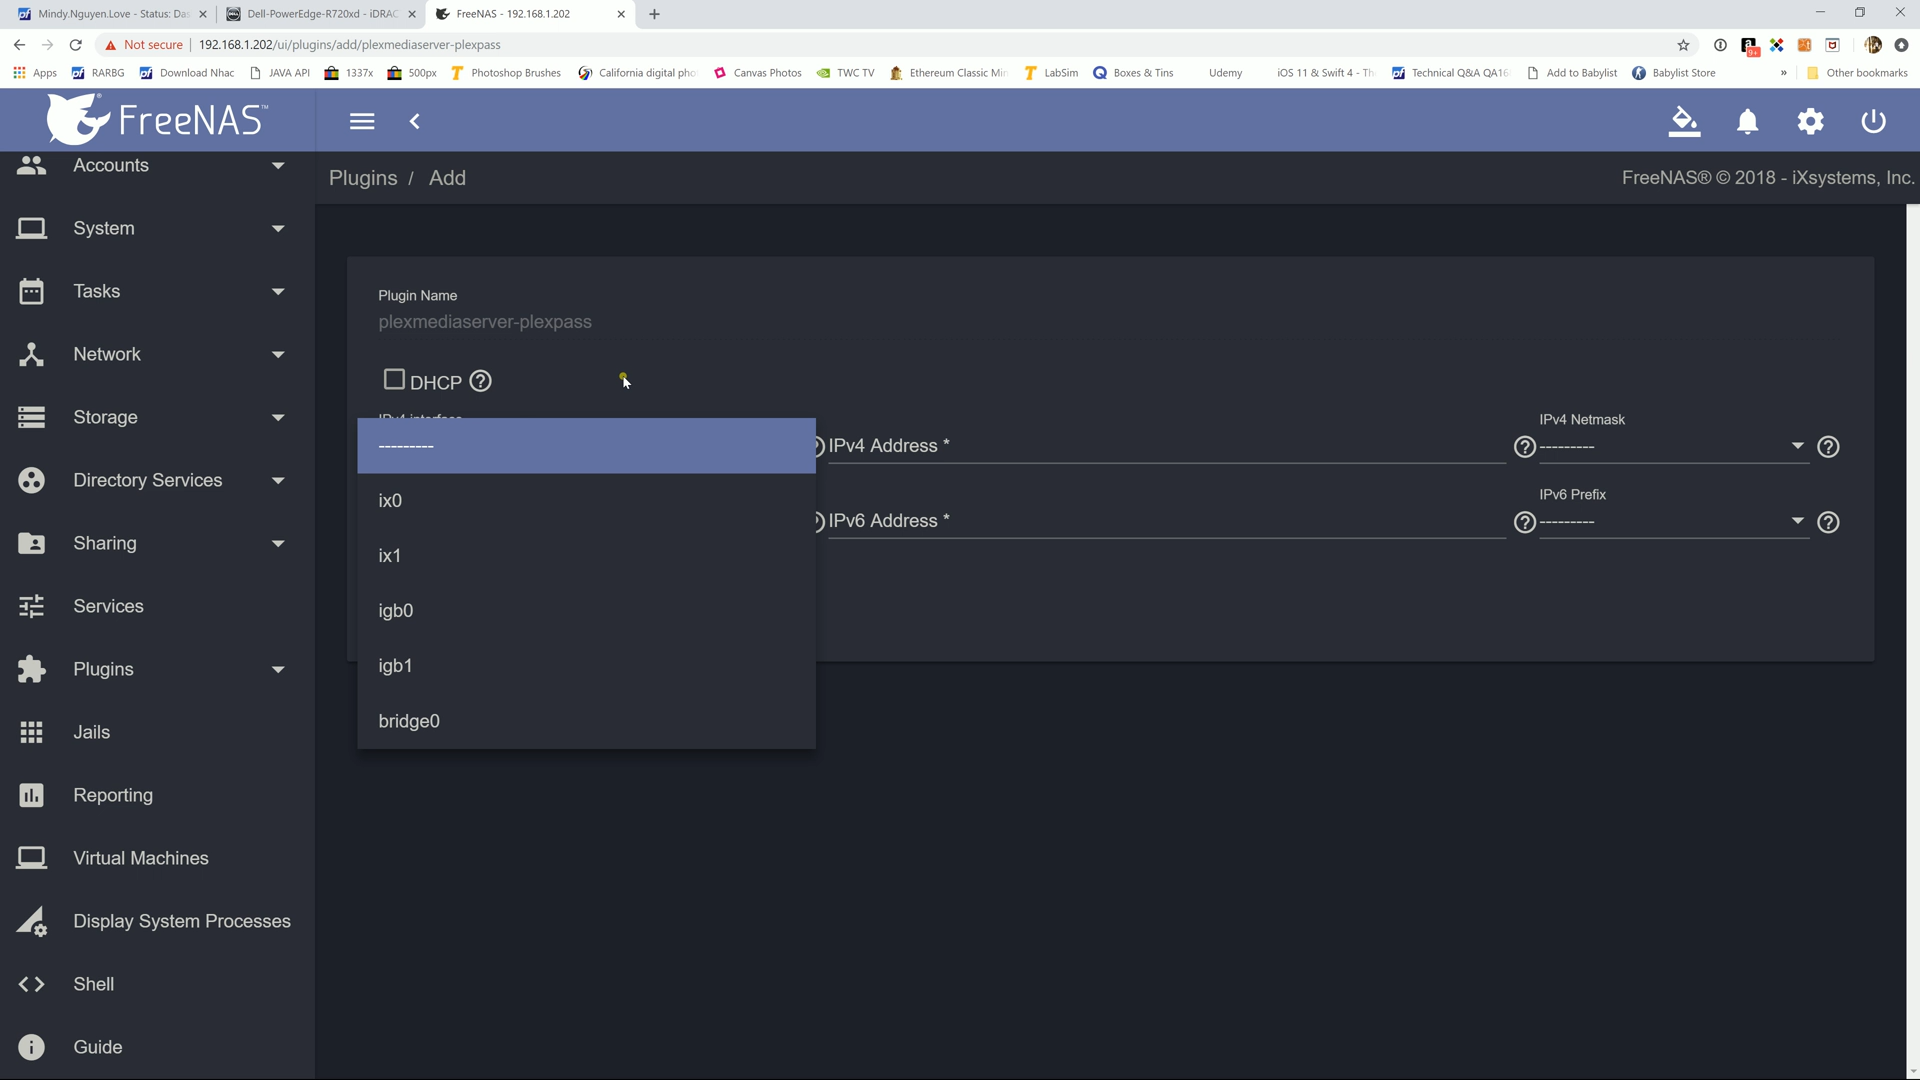 Mindy.Nguyen.Love - Status: Das
Dell-PowerEdge-R720xd - iDRAC
FreeNAS - 192.168.1.202
Not secure
192.168.1.202/ui/plugins/add/plexmediaserver-plexpass
Apps
RARBG
Download Nhac
JAVA API
1337x
500px
Photoshop Brushes
California digital pho
Canvas Photos
TWC TV
Ethereum Classic Min
LabSim
Boxes & Tins
Udemy
iOS 11 & Swift 4 - Th
Technical Q&A QA16
Add to Babylist
Babylist Store
»
Other bookmarks
FreeNAS™
Accounts
Plugins / Add
FreeNAS® © 2018 - iXsystems, Inc.
System
Tasks
Network
Storage
Directory Services
Sharing
Services
Plugins
Jails
Reporting
Virtual Machines
Display System Processes
Shell
Guide
Plugin Name
plexmediaserver-plexpass
DHCP
IPv4 interface
---------
ix0
ix1
igb0
igb1
bridge0
IPv4 Address *
IPv4 Netmask
---------
IPv6 Address *
IPv6 Prefix
---------